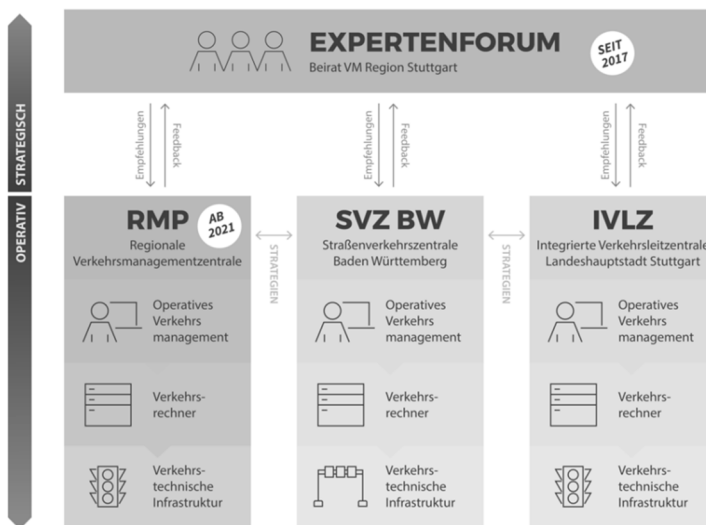 EXPERTENFORUM
Beirat VM Region Stuttgart
SEIT
2017
STRATEGISCH
OPERATIV
Empfehlungen
Feedback
Empfehlungen
Feedback
Empfehlungen
Feedback
RMP
AB
2021
Regionale
Verkehrsmanagementzentrale
STRATEGIEN
SVZ BW
Straßenverkehrszentrale
Baden Württemberg
STRATEGIEN
IVLZ
Integrierte Verkehrsleitzentrale
Landeshauptstadt Stuttgart
Operatives
Verkehrs
management
Operatives
Verkehrs
management
Operatives
Verkehrs
management
Verkehrs-
rechner
Verkehrs-
rechner
Verkehrs-
rechner
Verkehrs-
technische
Infrastruktur
Verkehrs-
technische
Infrastruktur
Verkehrs-
technische
Infrastruktur